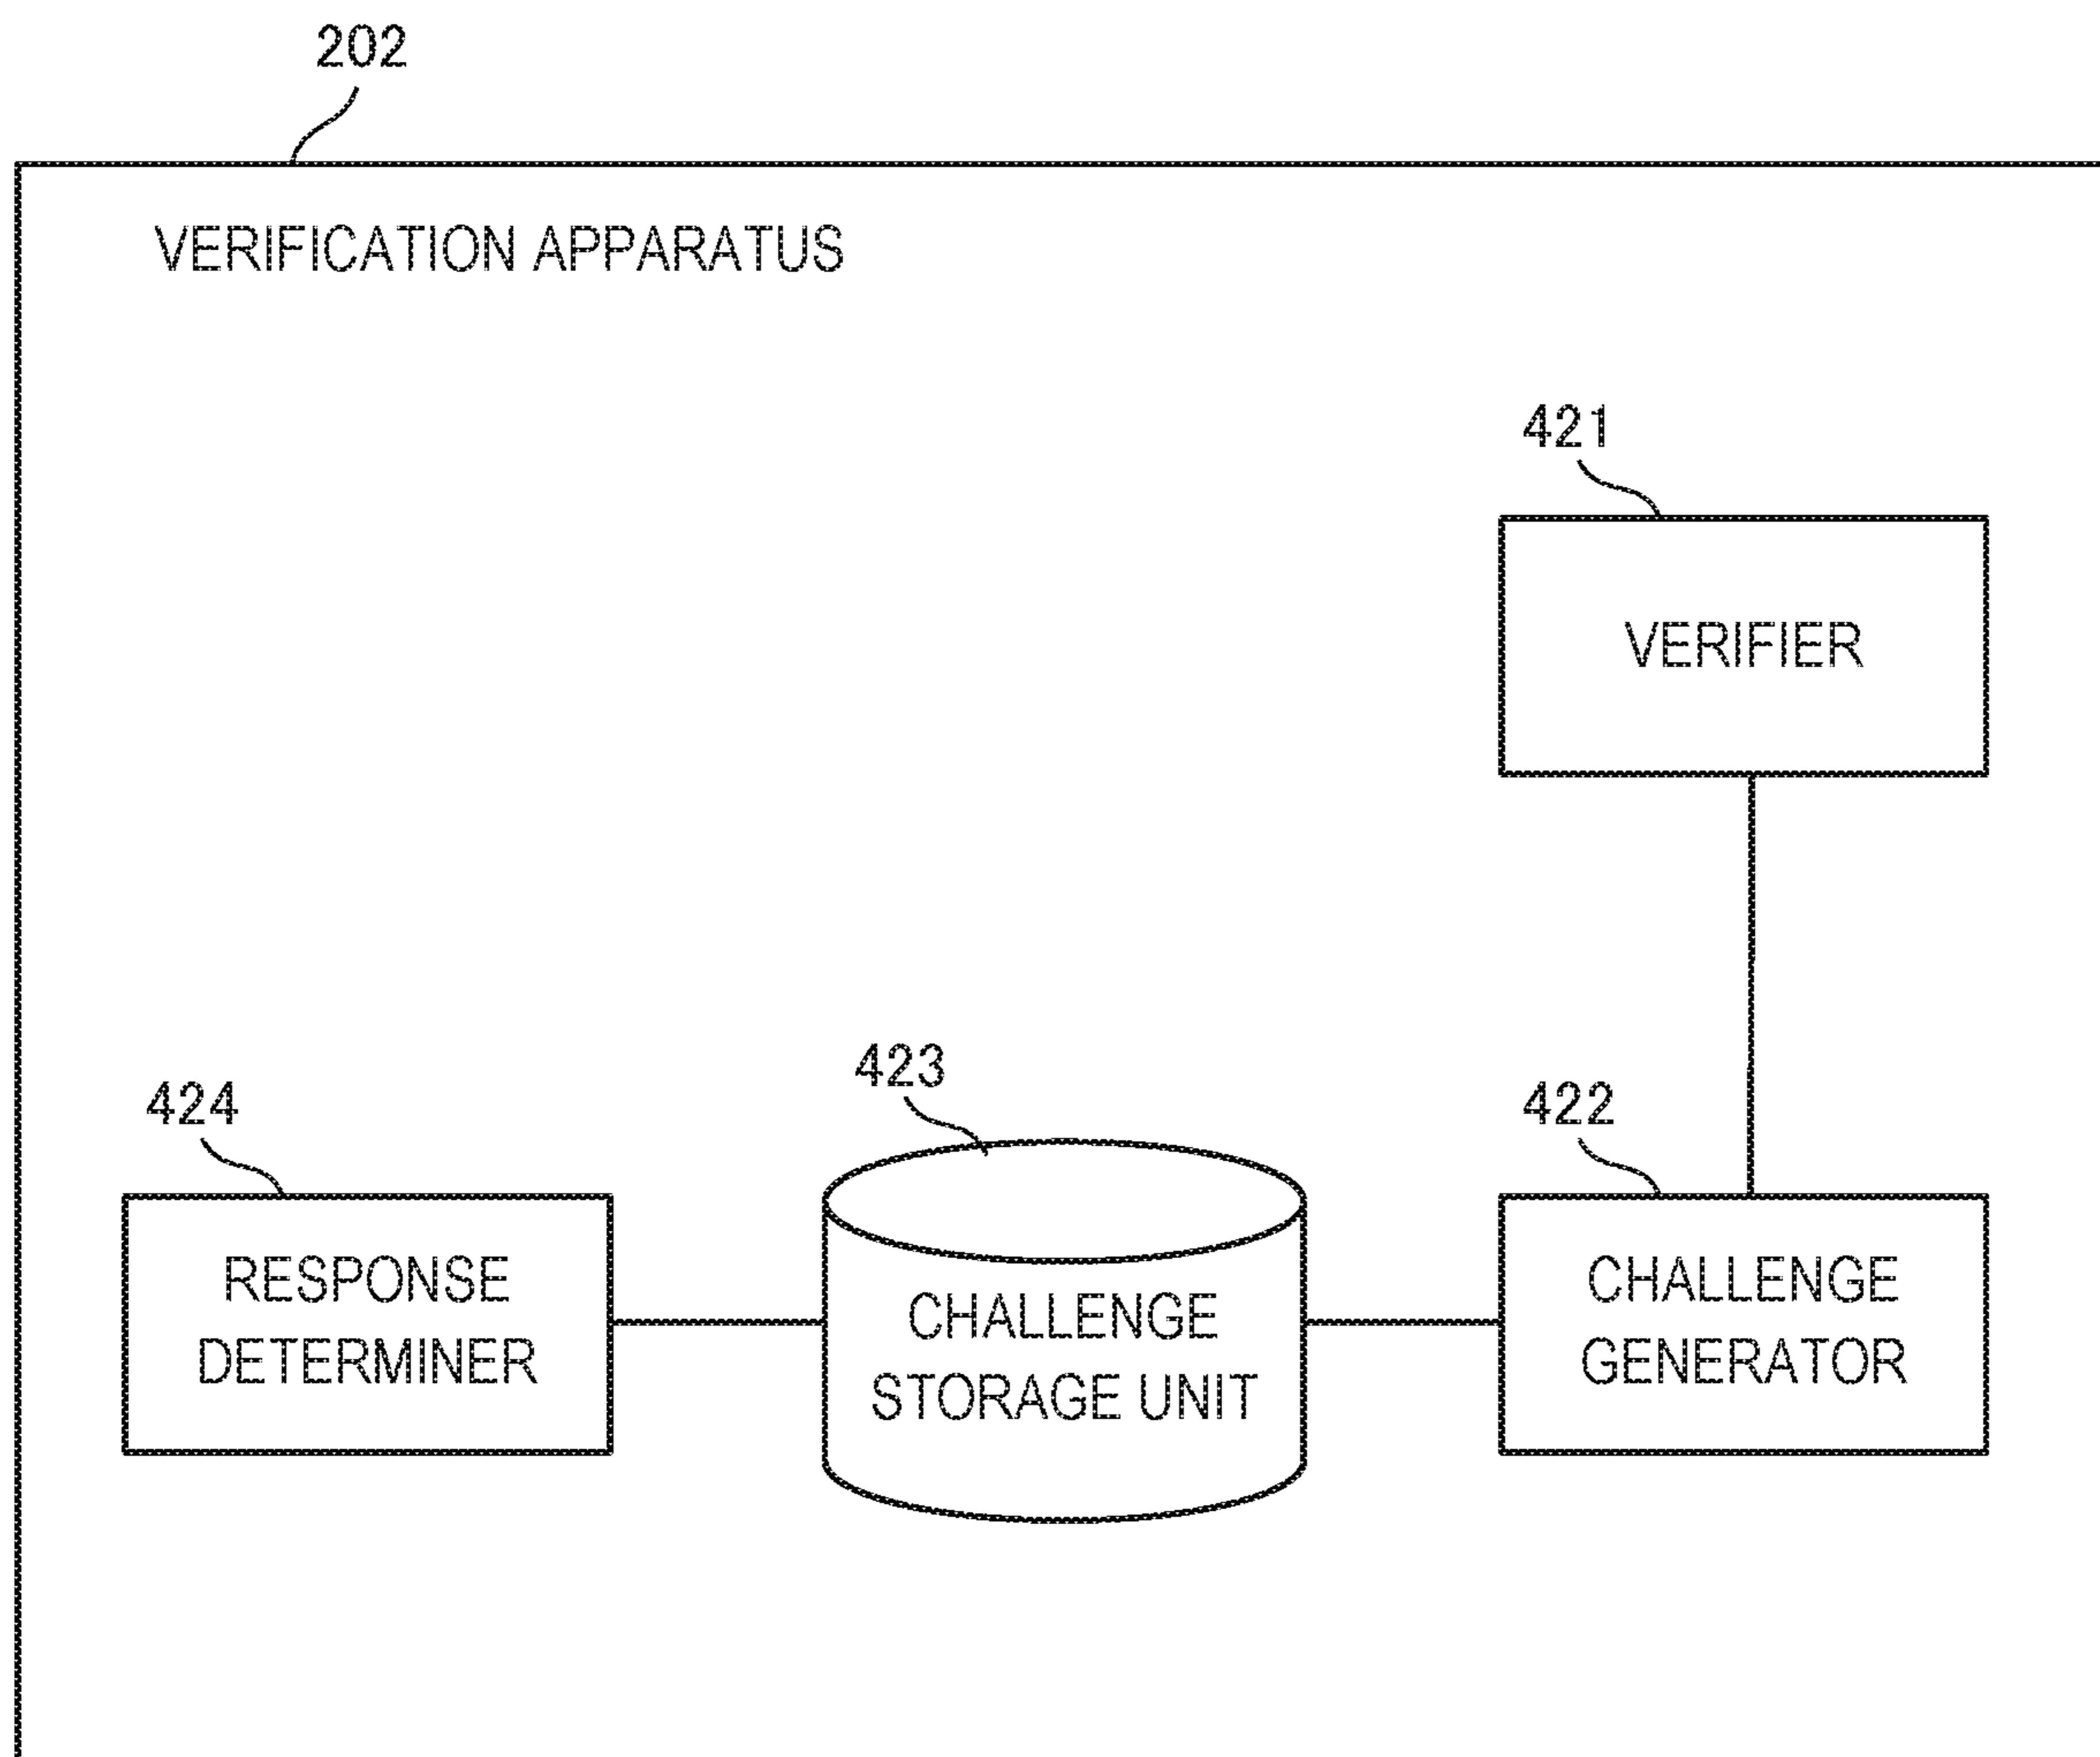 202
VERIFICATION APPARATUS
421
VERIFIER
424
423
422
RESPONSE
DETERMINER
CHALLENGE
STORAGE UNIT
CHALLENGE
GENERATOR